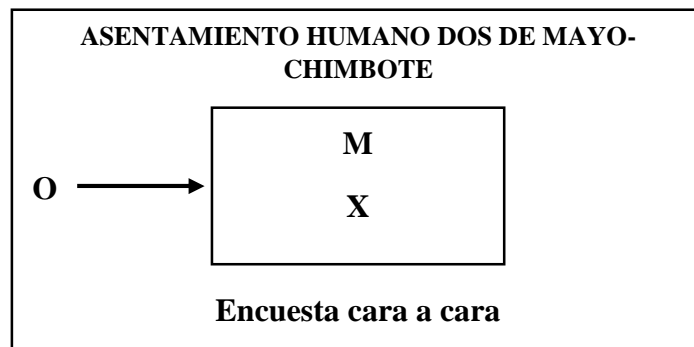 ASENTAMIENTO HUMANO DOS DE MAYO-
CHIMBOTE
M
O
X
Encuesta cara a cara